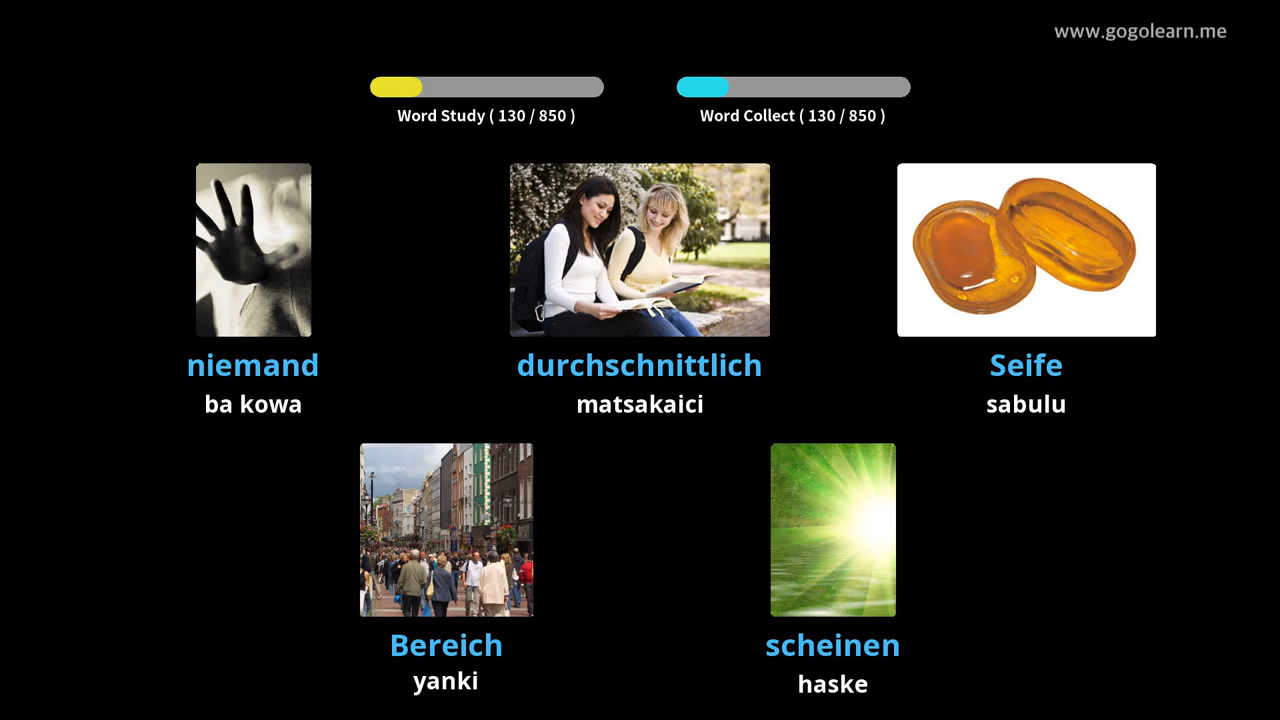 www.gogolearn.me
Word Study ( 130 / 850 )
Word Collect ( 130 / 850 )
niemand
ba kowa
durchschnittlich
matsakaici
Seife
sabulu
Bereich
yanki
scheinen
haske